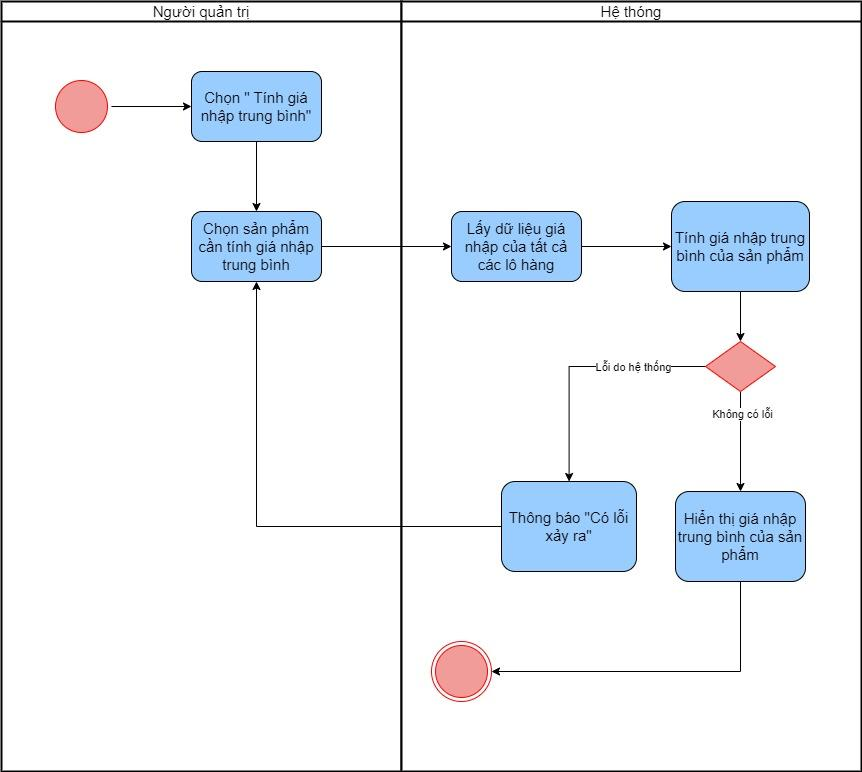 Người quản trị
Hệ thóng
Chọn " Tính giá
nhập trung bình"
Chọn sản phẩm
cần tính giá nhập
trung bình
Lấy dữ liệu giá
nhập của tất cả
các lô hàng
Tính giá nhập trung
bình của sản phẩm
Lỗi do hệ thống
Không có lỗi
Thông báo "Có lỗi
xảy ra"
Hiển thị giá nhập
trung bình của sản
phẩm